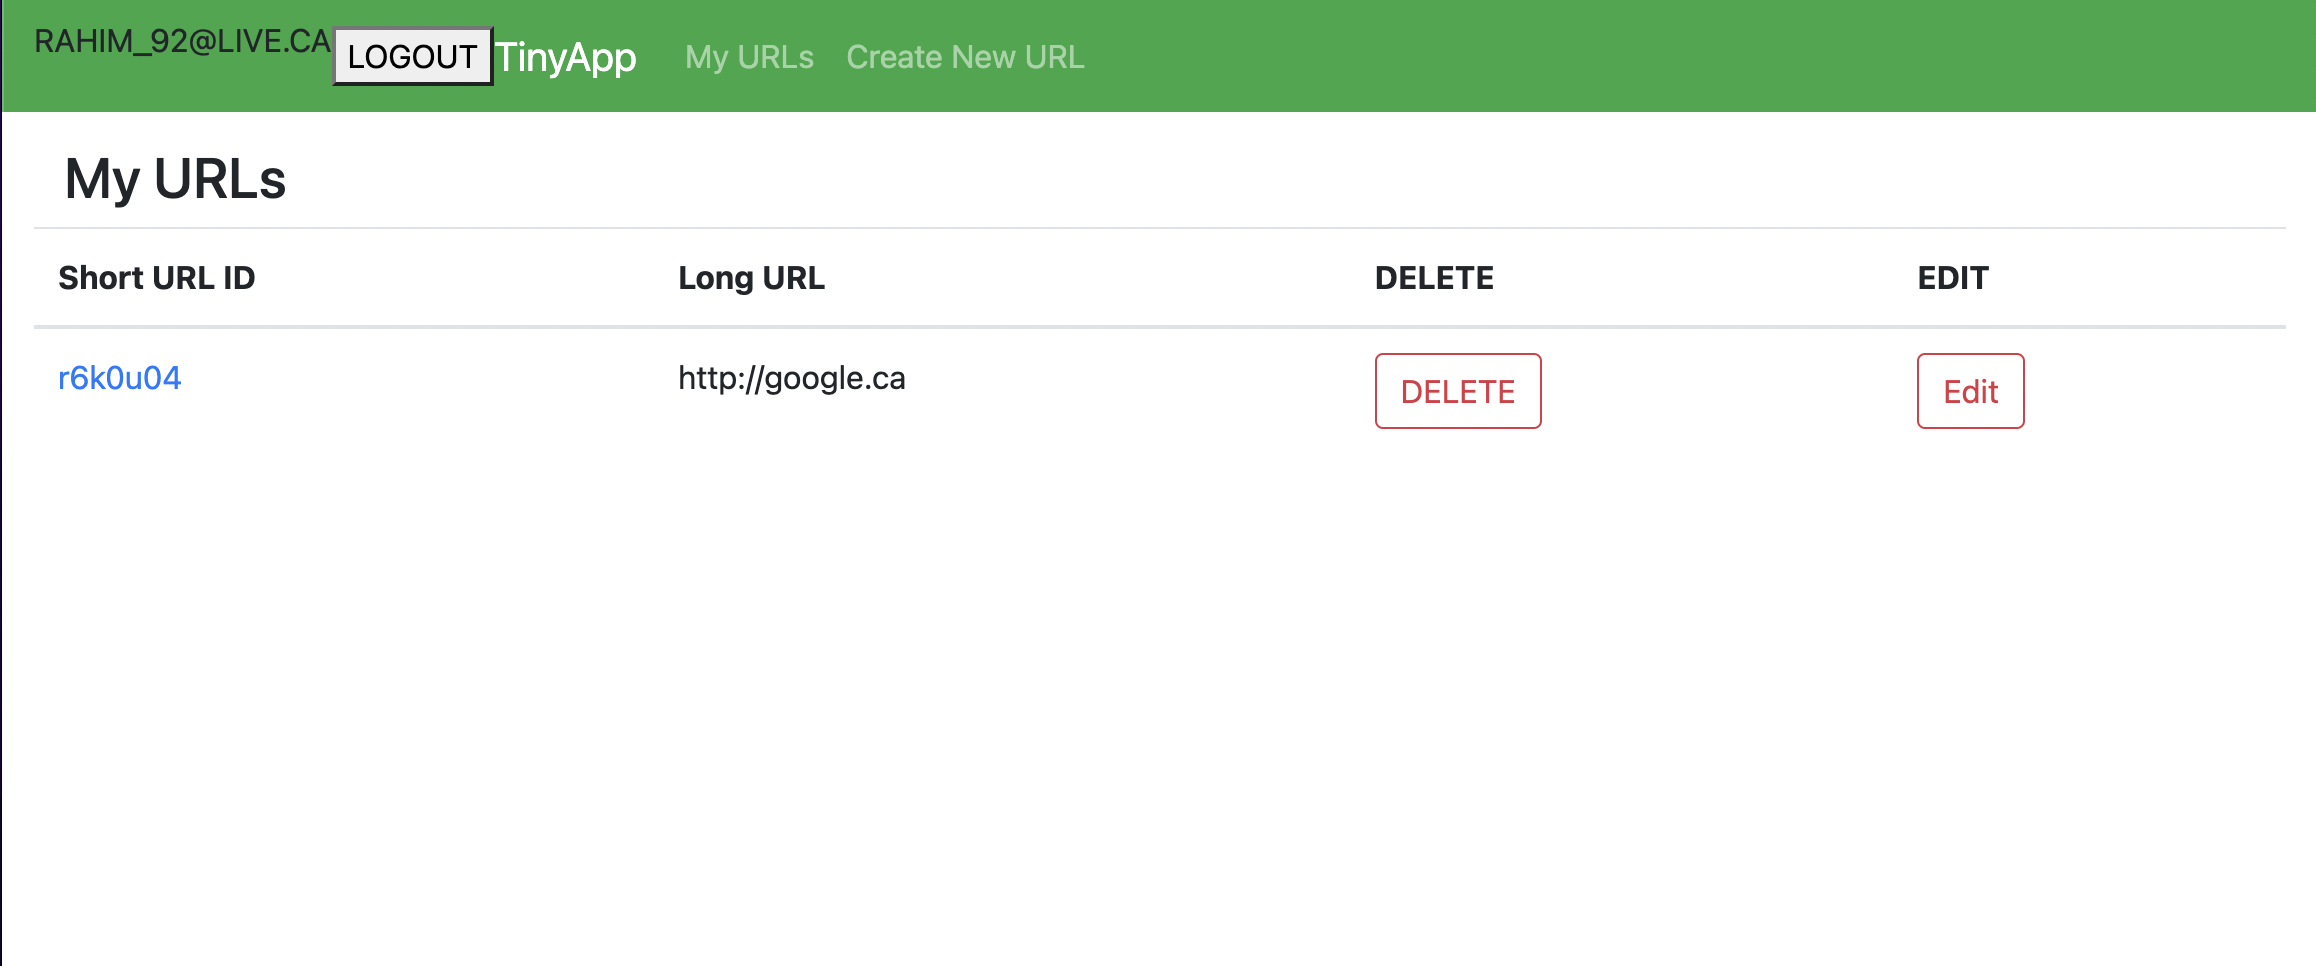 RAHIM_92@LIVE.CA LOGOUT TinyApp My URLs Create New URL
My URLs
Short URL ID Long URL DELETE EDIT
r6k0u04 http://google.ca DELETE Edit